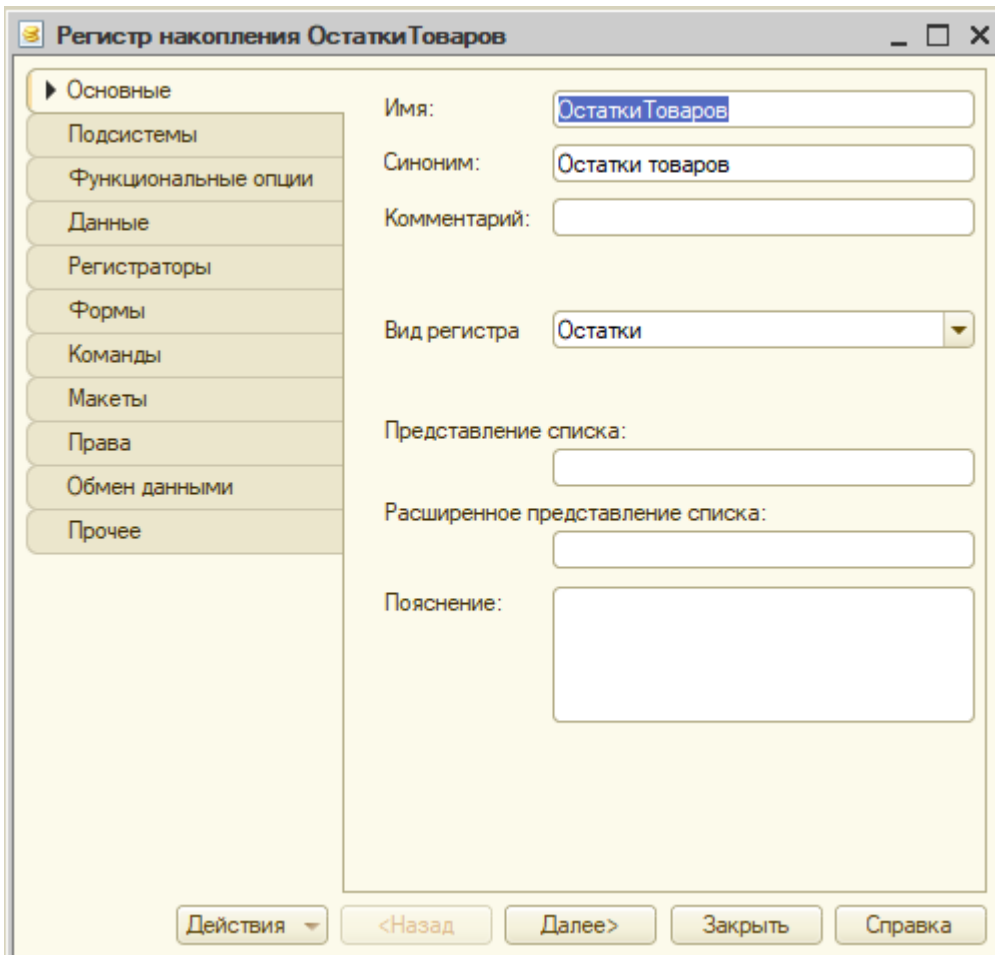 Регистр накопления ОстаткиТоваров
Основные
Подсистемы
Функциональные опции
Данные
Регистраторы
Формы
Команды
Макеты
Права
Обмен данными
Прочее
Имя: ОстаткиТоваров
Синоним: Остатки товаров
Комментарий:
Вид регистра Остатки
Представление списка:
Расширенное представление списка:
Пояснение:
Действия <Назад Далее> Закрыть Справка